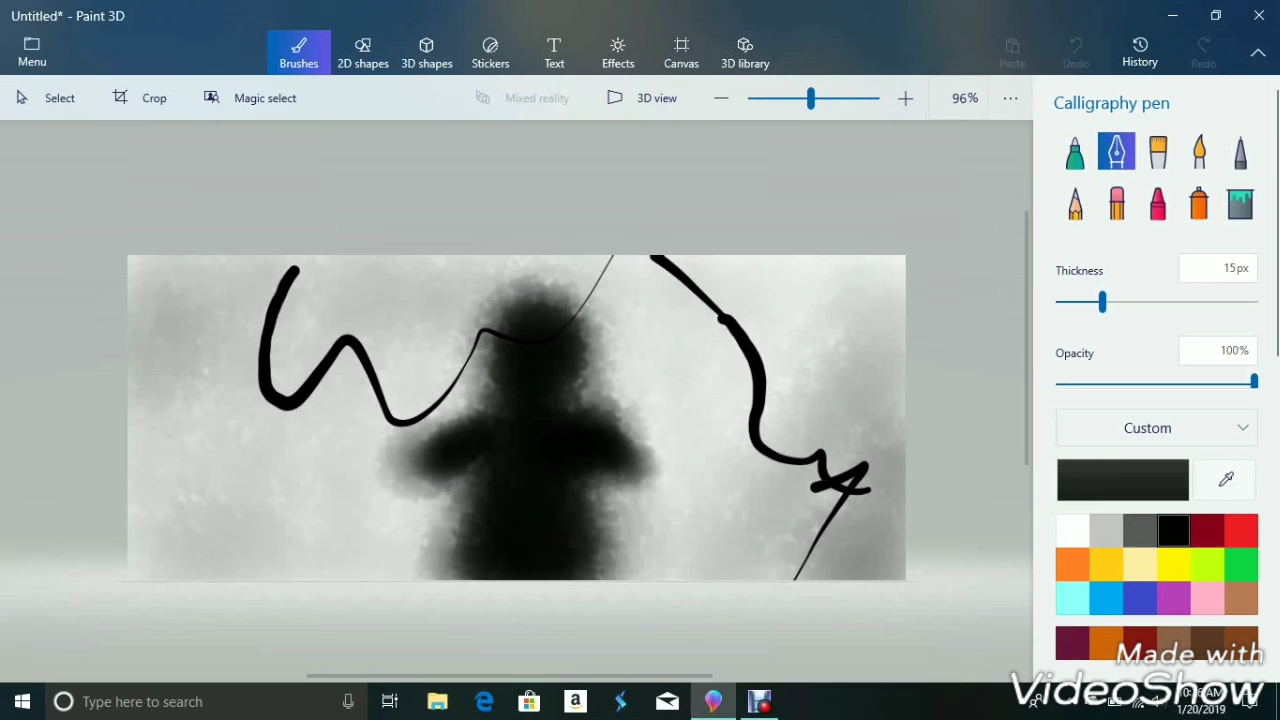 Untitled* - Paint 3D
Menu
Brushes
2D shapes
3D shapes
Stickers
Text
Effects
Canvas
3D library
Paste
Undo
History
Redo
Select
Crop
Magic select
Mixed reality
3D view
96%
Calligraphy pen
Thickness
15px
Opacity
100%
Custom
Made with
VideoShow
Type here to search
1/20/2019